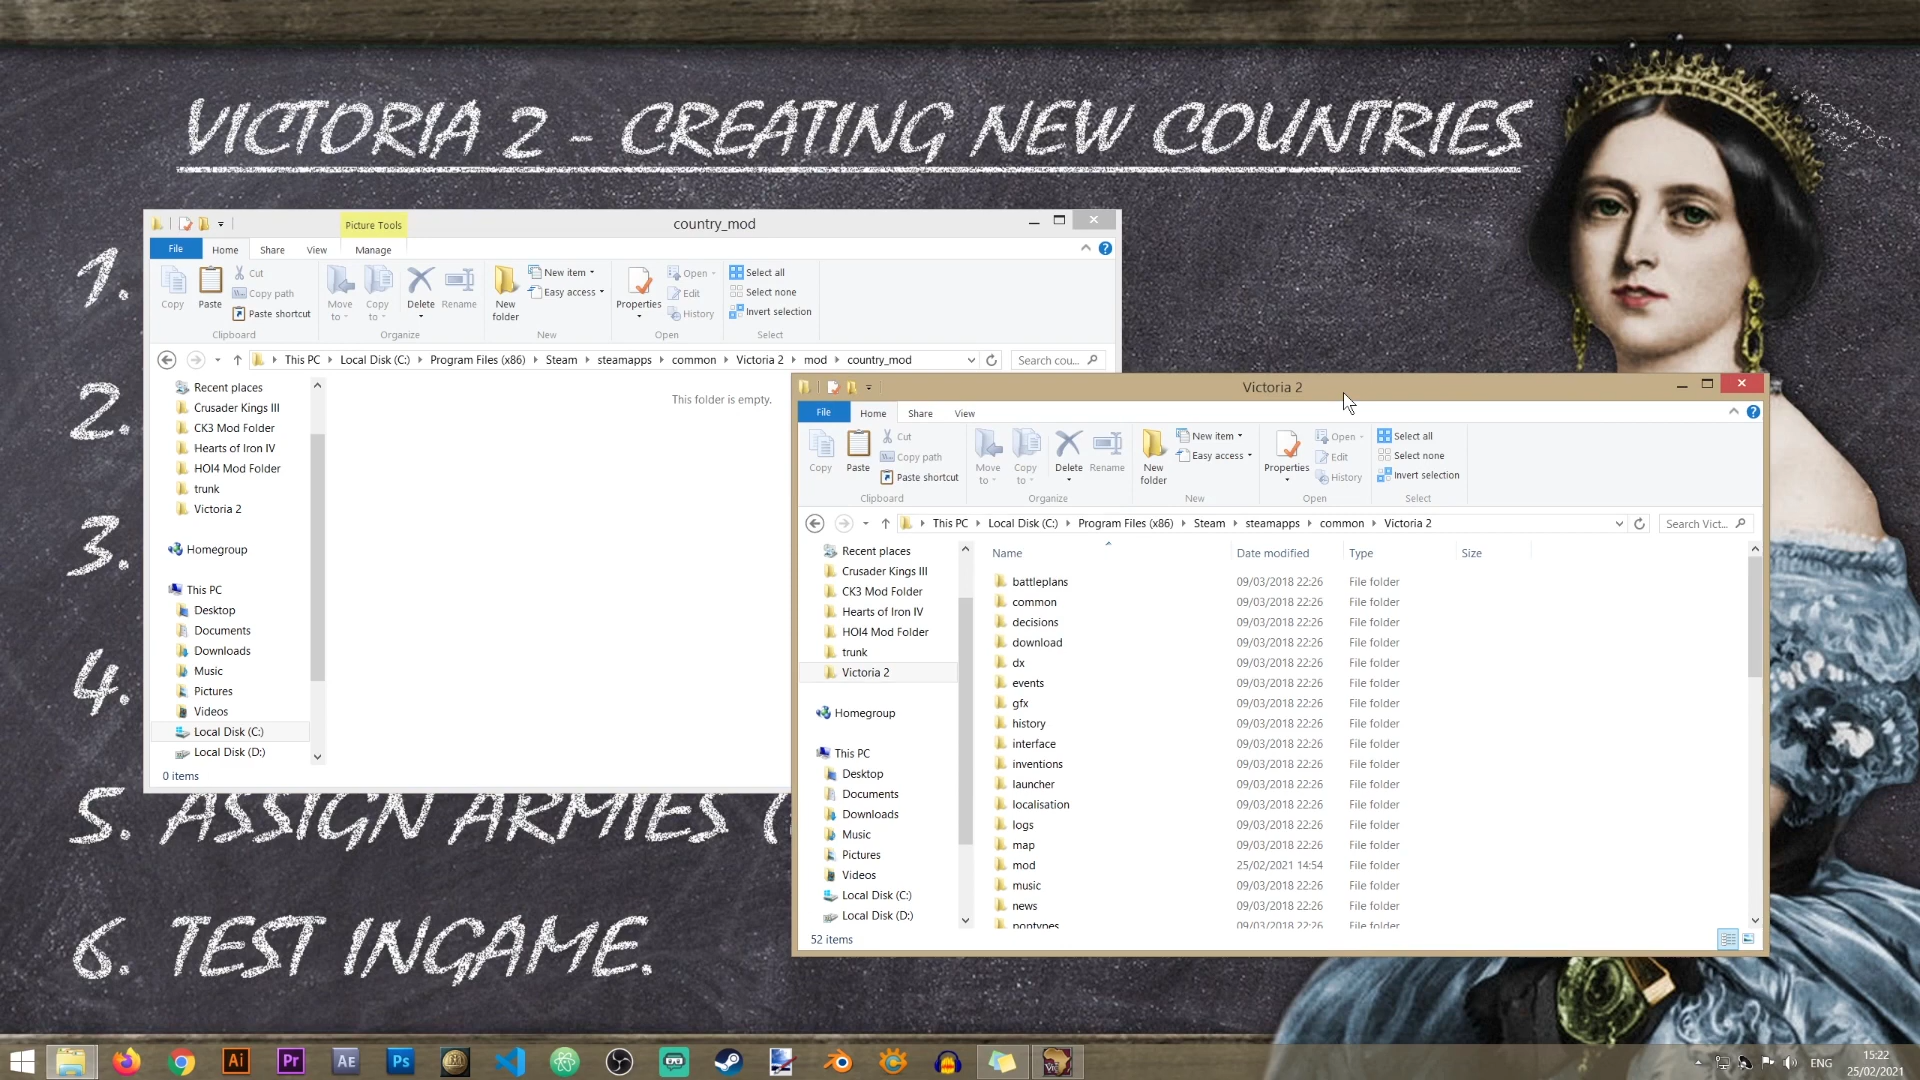 VICTORIA 2 - CREATING NEW COUNTRIES
1.
2.
3.
4.
5. ASSIGN ARMIES (
6. TEST INGAME.
Picture Tools
country_mod
File
Home
Share
View
Manage
Copy
Paste
Cut
Copy path
Paste shortcut
Clipboard
Move to
Copy to
Delete
Rename
Organize
New folder
New item
Easy access
New
Properties
Open
Edit
History
Open
Select all
Select none
Invert selection
Select
This PC
Local Disk (C:)
Program Files (x86)
Steam
steamapps
common
Victoria 2
mod
country_mod
Search cou...
Recent places
Crusader Kings III
CK3 Mod Folder
Hearts of Iron IV
HOI4 Mod Folder
trunk
Victoria 2
Homegroup
This PC
Desktop
Documents
Downloads
Music
Pictures
Videos
Local Disk (C:)
Local Disk (D:)
This folder is empty.
0 items
Victoria 2
File
Home
Share
View
Copy
Paste
Cut
Copy path
Paste shortcut
Clipboard
Move to
Copy to
Delete
Rename
Organize
New folder
New item
Easy access
New
Properties
Open
Edit
History
Open
Select all
Select none
Invert selection
Select
This PC
Local Disk (C:)
Program Files (x86)
Steam
steamapps
common
Victoria 2
Search Vict...
Recent places
Crusader Kings III
CK3 Mod Folder
Hearts of Iron IV
HOI4 Mod Folder
trunk
Victoria 2
Homegroup
This PC
Desktop
Documents
Downloads
Music
Pictures
Videos
Local Disk (C:)
Local Disk (D:)
Name Date modified Type Size
battleplans 09/03/2018 22:26 File folder
common 09/03/2018 22:26 File folder
decisions 09/03/2018 22:26 File folder
download 09/03/2018 22:26 File folder
dx 09/03/2018 22:26 File folder
events 09/03/2018 22:26 File folder
gfx 09/03/2018 22:26 File folder
history 09/03/2018 22:26 File folder
interface 09/03/2018 22:26 File folder
inventions 09/03/2018 22:26 File folder
launcher 09/03/2018 22:26 File folder
localisation 09/03/2018 22:26 File folder
logs 09/03/2018 22:26 File folder
map 09/03/2018 22:26 File folder
mod 25/02/2021 14:54 File folder
music 09/03/2018 22:26 File folder
news 09/03/2018 22:26 File folder
poptypes 09/03/2018 22:26 File folder
52 items
Ai
Pr
Ae
Ps
ENG
15:22
25/02/2021